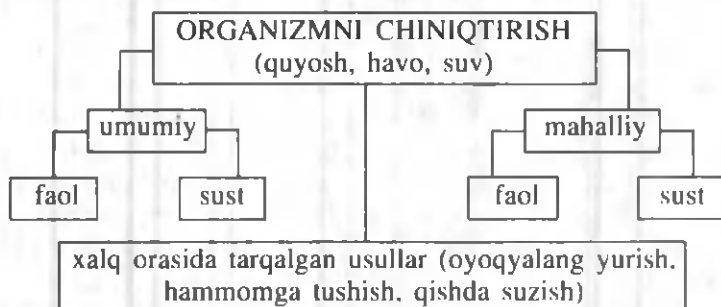 ORGANIZMNI CHINIQTIRISH
(quyosh, havo, suv)
umumiy
mahalliy
faol
sust
faol
sust
xalq orasida tarqalgan usullar (oyoqyalang yurish,
hammomga tushish, qishda suzish)